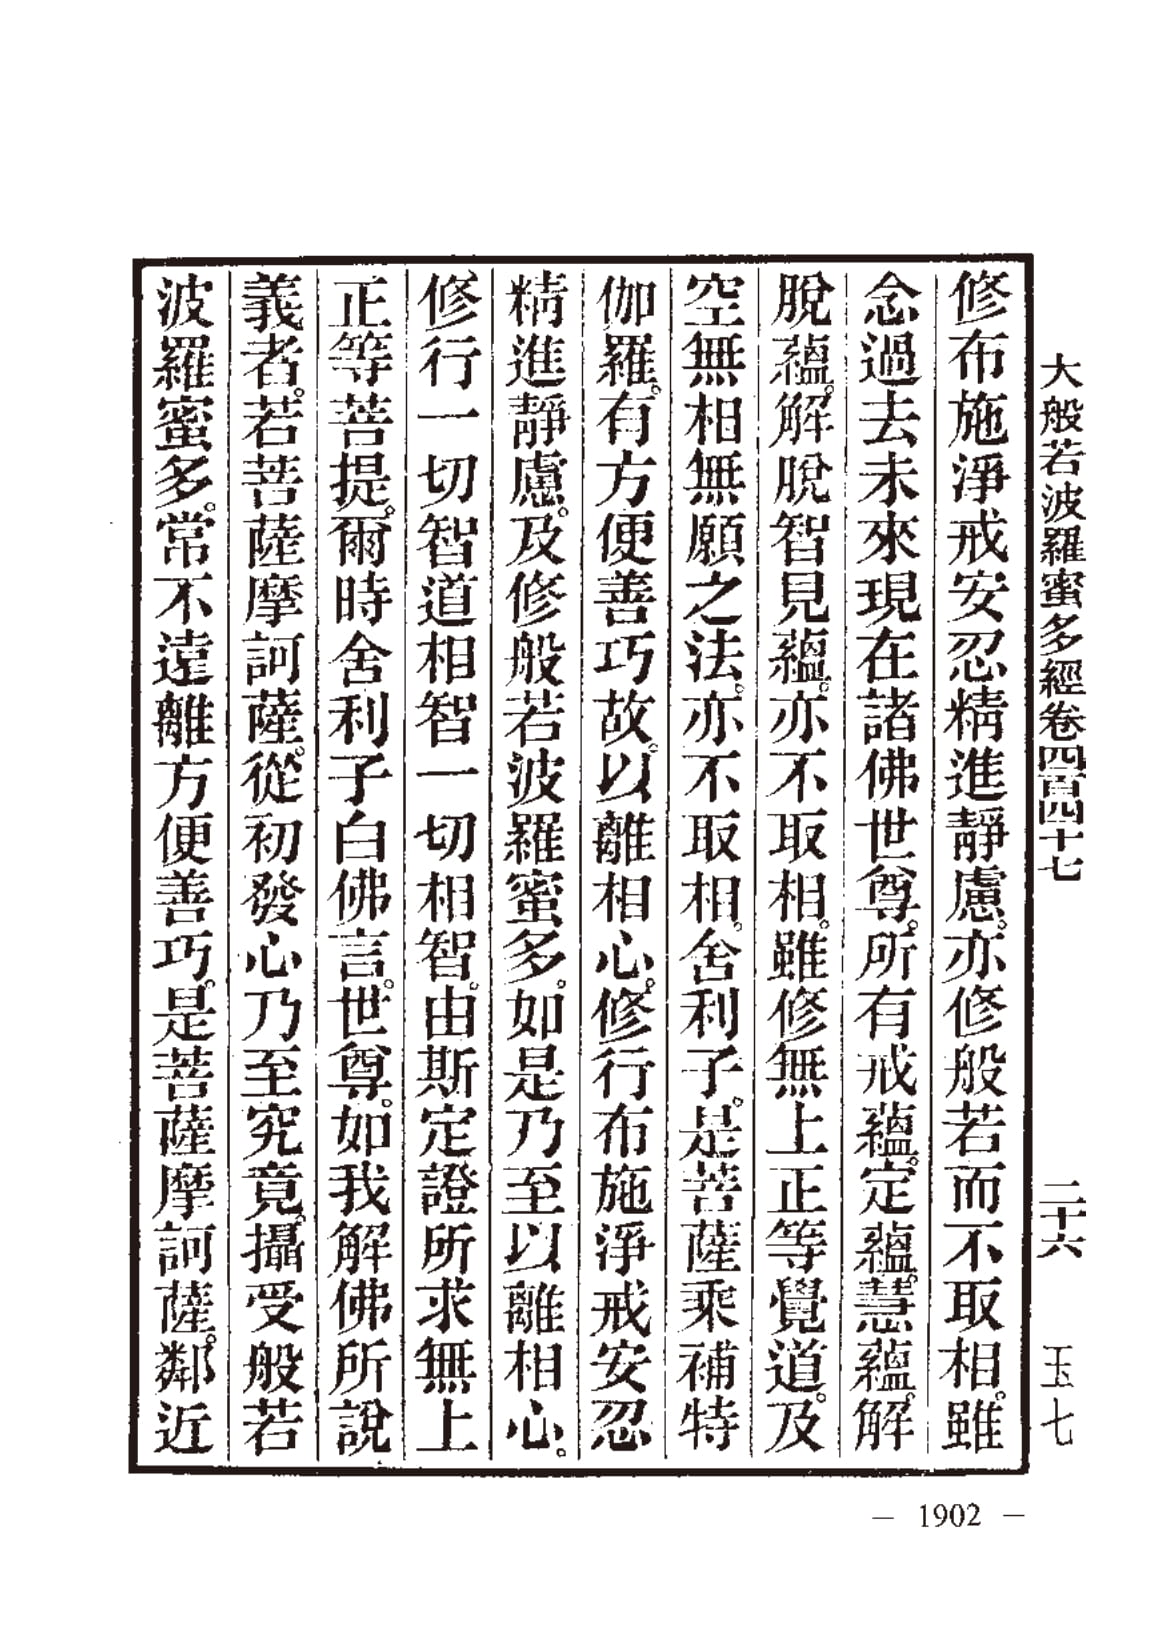 大般若波羅蜜多經卷四百四十七　二十六　玉七
修布施淨戒安忍精進靜慮。亦修般若而不取相。雖
念過去未來現在諸佛世尊。所有戒蘊。定蘊。慧蘊。解
脫蘊。解脫智見蘊。亦不取相。雖修無上正等覺道。及
空無相無願之法。亦不取相。舍利子。是菩薩乘補特
伽羅。有方便善巧故。以離相心。修行布施淨戒安忍
精進靜慮。及修般若波羅蜜多。如是乃至以離相心。
修行一切智道相智一切相智。由斯定證所求無上
正等菩提。爾時舍利子白佛言。世尊。如我解佛所說
義者。若菩薩摩訶薩。從初發心乃至究竟。攝受般若
波羅蜜多。常不遠離方便善巧。是菩薩摩訶薩。鄰近
— 1902 —